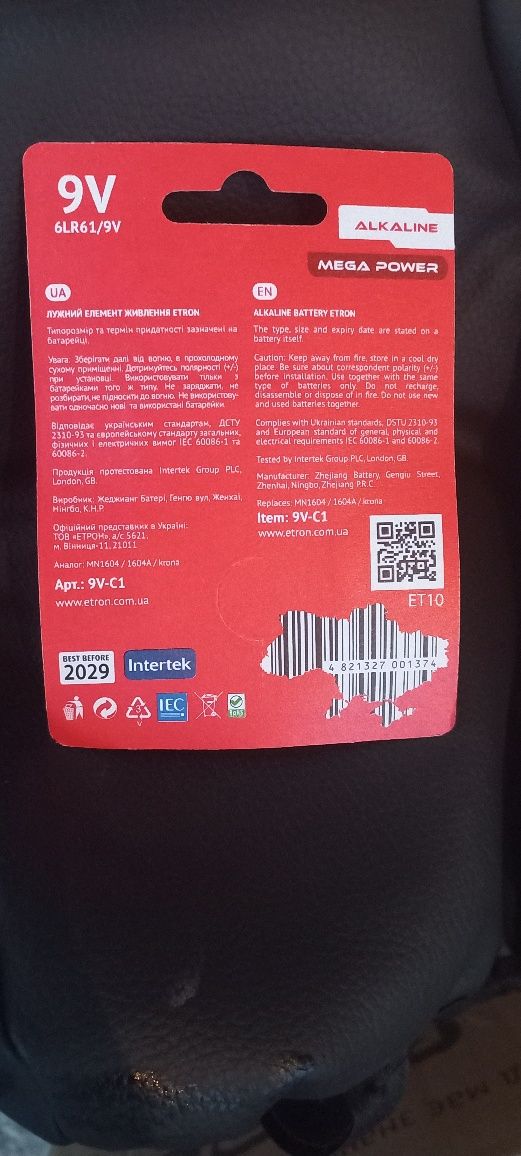 9V
6LR61/9V
ALKALINE
MEGA POWER
UA
ЛУЖНИЙ ЕЛЕМЕНТ ЖИВЛЕННЯ ETRON
Типорозмір та термін придатності зазначені на
батарейці.
Увага: Зберігати далі від вогню, в прохолодному
сухому приміщенні. Дотримуйтесь полярності (+/-)
при установці. Використовувати тільки з
батарейками того ж типу. Не заряджати, не
розбирати, не підносити до вогню. Не використову-
вати одночасно нові та використані батарейки.
Відповідає українським стандартам, ДСТУ
2310-93 та європейському стандарту загальних,
фізичних і електричних вимог IEC 60086-1 та
60086-2.
Продукція протестована Intertek Group PLC,
London, GB.
Виробник: Жеджианг Батері, Генгю вул, Женхаі,
Нінгбо, К.Н.Р.
Офіційний представник в Україні:
ТОВ «ЕТРОН», а/с 5621,
м. Вінниця-11, 21011
Аналог: MN1604 / 1604A / krona
Арт.: 9V-C1
www.etron.com.ua
EN
ALKALINE BATTERY ETRON
The type, size and expiry date are stated on a
battery itself.
Caution: Keep away from fire, store in a cool dry
place. Be sure about correspondent polarity (+/-)
before installation. Use together with the same
type of batteries only. Do not recharge,
disassemble or dispose of in fire. Do not use new
and used batteries together.
Complies with Ukrainian standards, DSTU 2310-93
and European standard of general, physical and
electrical requirements IEC 60086-1 and 60086-2.
Tested by Intertek Group PLC, London, GB.
Manufacturer: Zhejiang Battery, Gengiu Street,
Zhenhai, Ningbo, Zhejiang P.R.C.
Replaces: MN1604 / 1604A / krona
Item: 9V-C1
www.etron.com.ua
ET10
4 821327 001374
BEST BEFORE
2029
Intertek
3
IEC